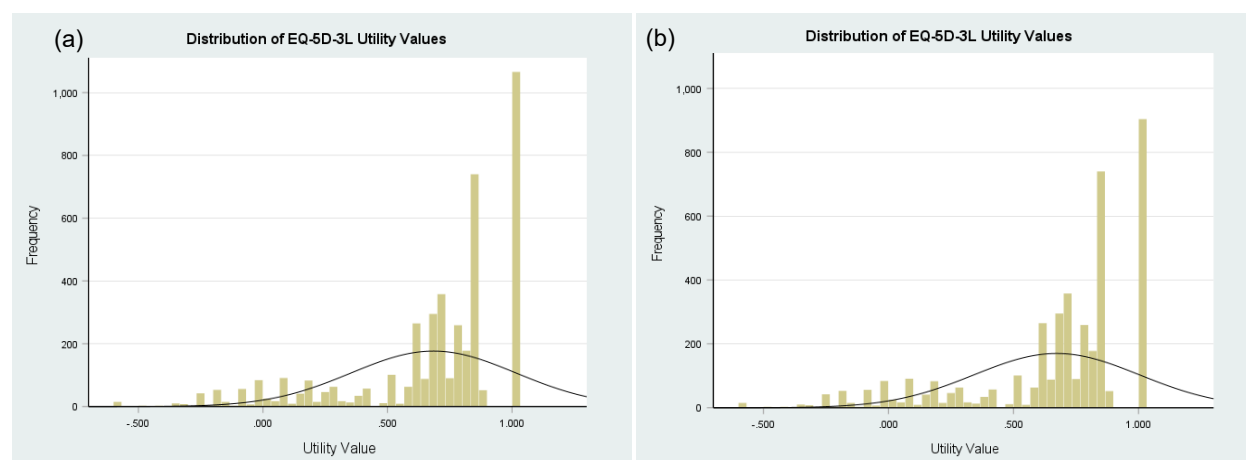 (a)
Distribution of EQ-5D-3L Utility Values
1,000
800
600
400
200
0
Frequency
-.500
.000
.500
1.000
Utility Value
(b)
Distribution of EQ-5D-3L Utility Values
1,000
800
600
400
200
0
Frequency
-.500
.000
.500
1.000
Utility Value